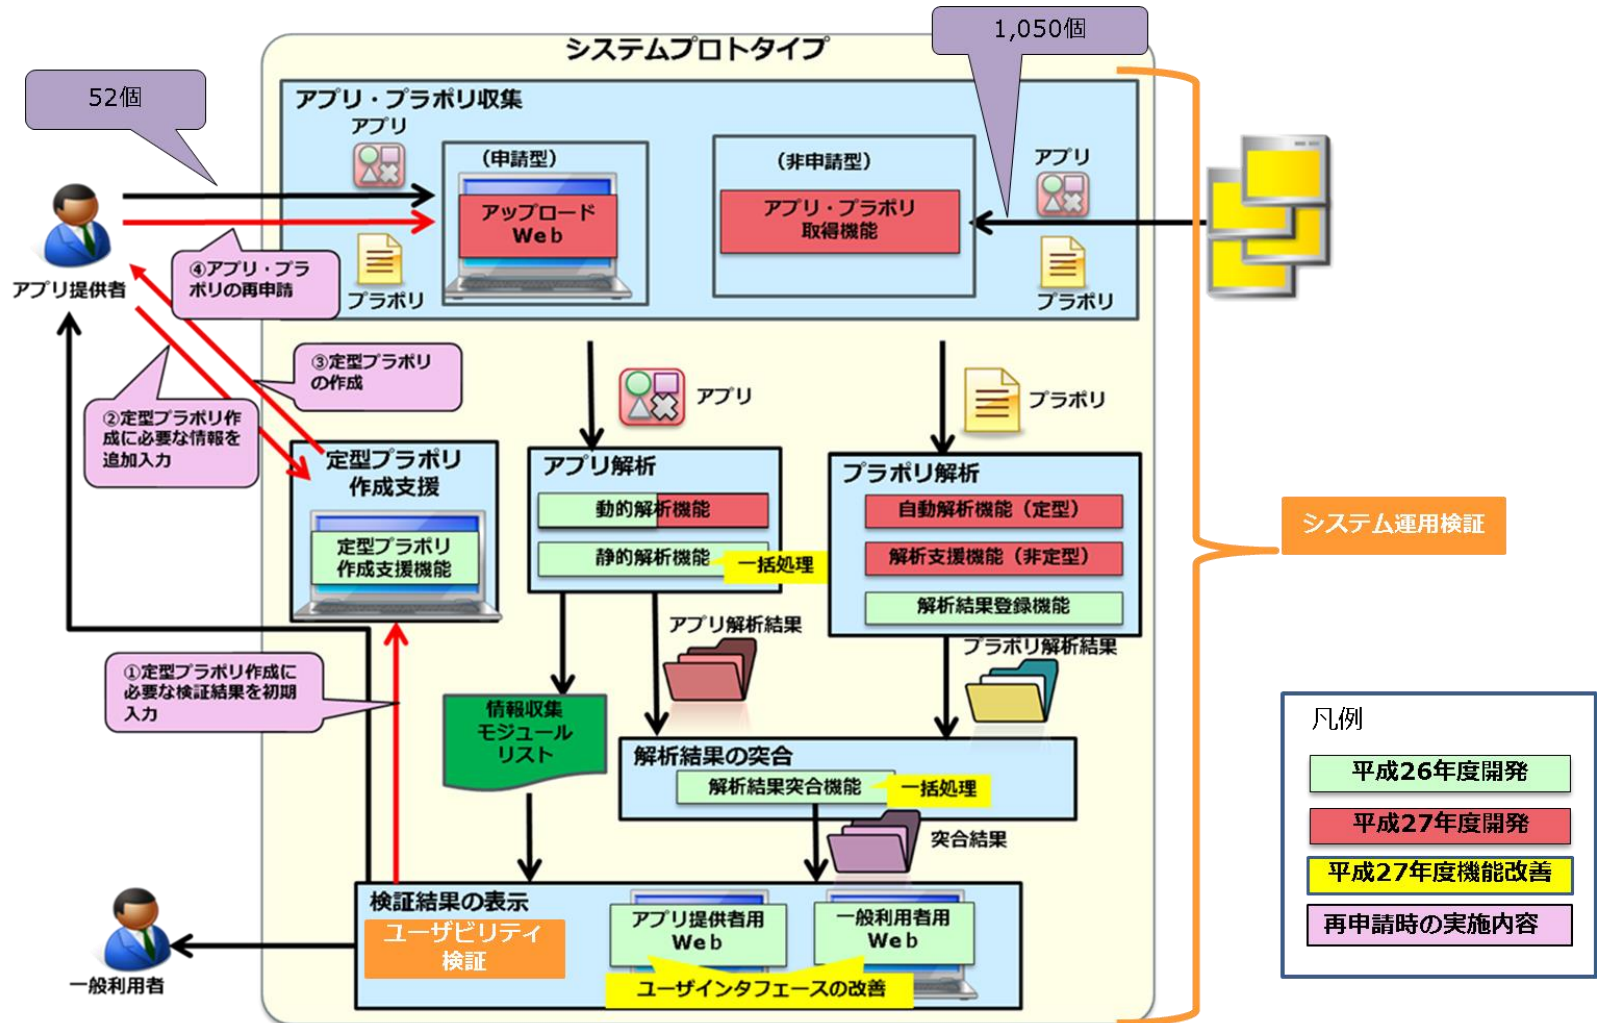 システムプロトタイプ
1,050個
52個
アプリ・プラポリ収集
アプリ
(申請型)
アップロード
Web
プラポリ
(非申請型)
アプリ・プラポリ
取得機能
アプリ
プラポリ
アプリ提供者
④アプリ・プラ
ポリの再申請
③定型プラポリ
の作成
②定型プラポリ作
成に必要な情報を
追加入力
アプリ
プラポリ
定型プラポリ
作成支援
定型プラポリ
作成支援機能
アプリ解析
動的解析機能
静的解析機能
一括処理
プラポリ解析
自動解析機能（定型）
解析支援機能（非定型）
解析結果登録機能
システム運用検証
アプリ解析結果
プラポリ解析結果
①定型プラポリ作成に
必要な検証結果を初期
入力
情報収集
モジュール
リスト
解析結果の突合
解析結果突合機能
一括処理
突合結果
検証結果の表示
ユーザビリティ
検証
アプリ提供者用
Web
一般利用者用
Web
ユーザインタフェースの改善
一般利用者
凡例
平成26年度開発
平成27年度開発
平成27年度機能改善
再申請時の実施内容